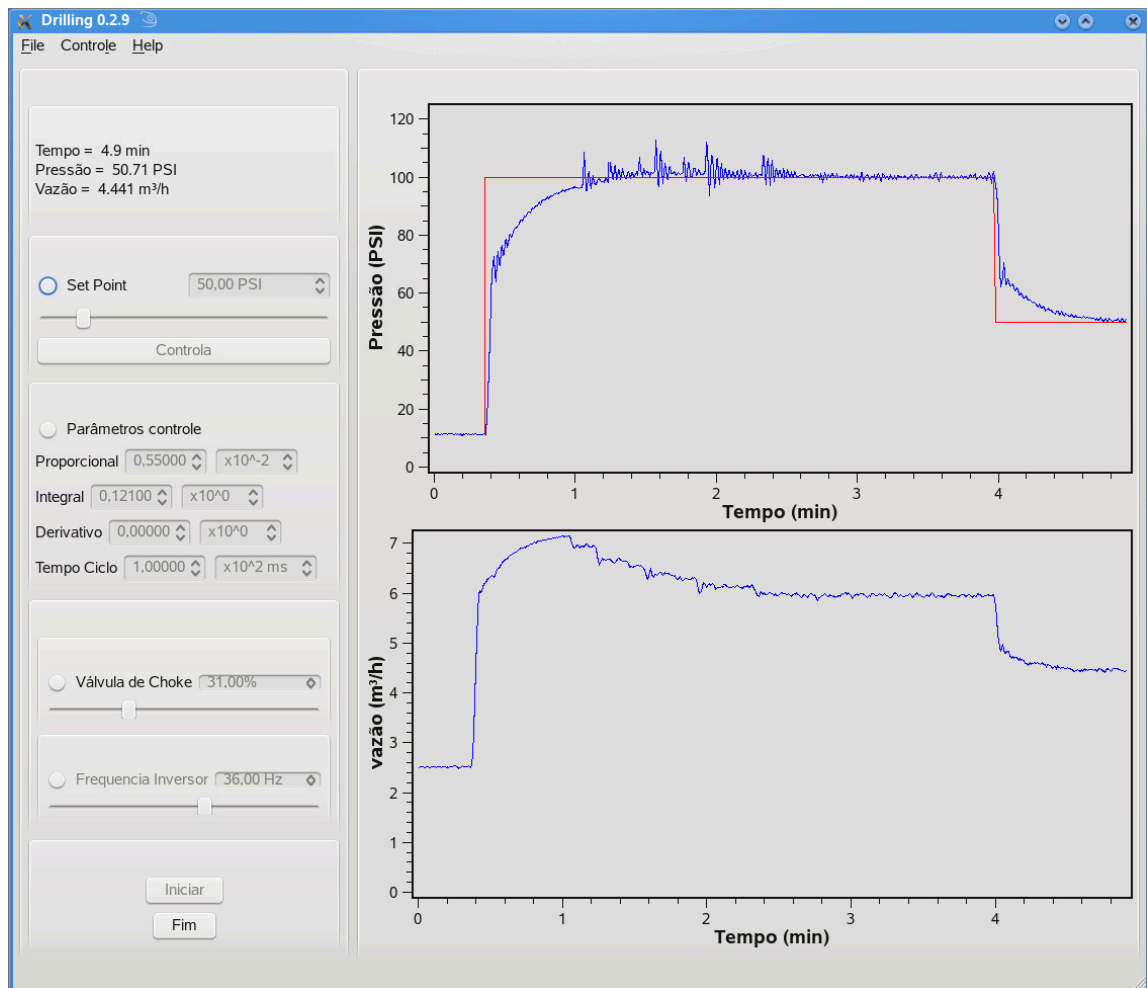 Drilling 0.2.9
File Controle Help
Tempo = 4.9 min
Pressão = 50.71 PSI
Vazão = 4.441 m³/h
Set Point 50,00 PSI
Controla
Parâmetros controle
Proporcional 0,55000 x10^-2
Integral 0,12100 x10^0
Derivativo 0,00000 x10^0
Tempo Ciclo 1,00000 x10^2 ms
Válvula de Choke 31,00%
Frequencia Inversor 36,00 Hz
Iniciar
Fim
Pressão (PSI)
120
100
80
60
40
20
0
0 1 2 3 4
Tempo (min)
vazão (m³/h)
7
6
5
4
3
2
1
0
0 1 2 3 4
Tempo (min)